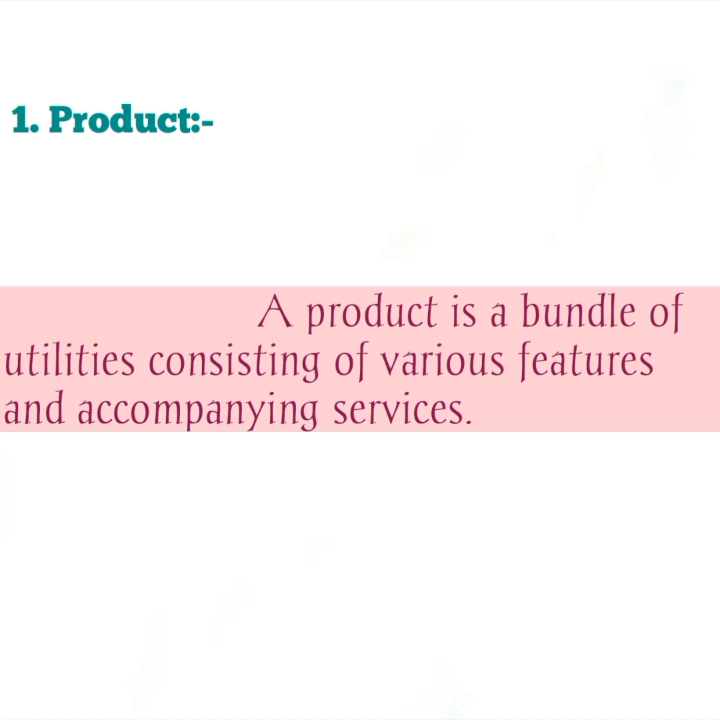 1. Product:-
A product is a bundle of
utilities consisting of various features
and accompanying services.